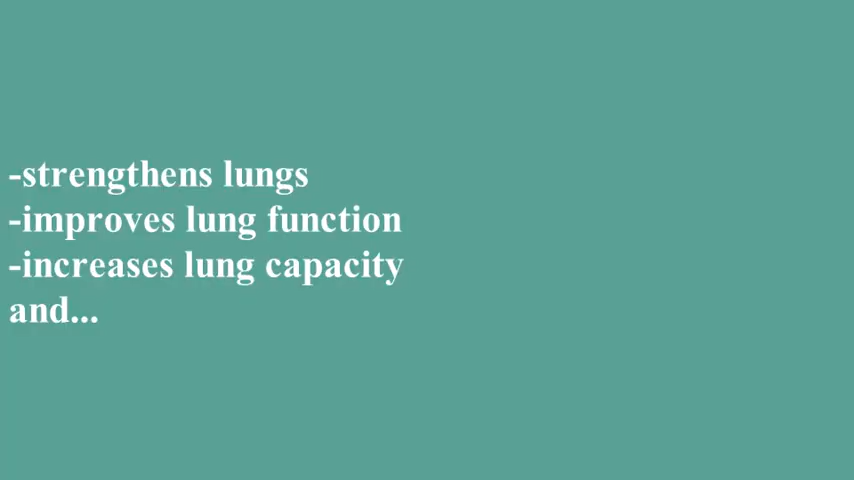 -strengthens lungs
-improves lung function
-increases lung capacity
and...